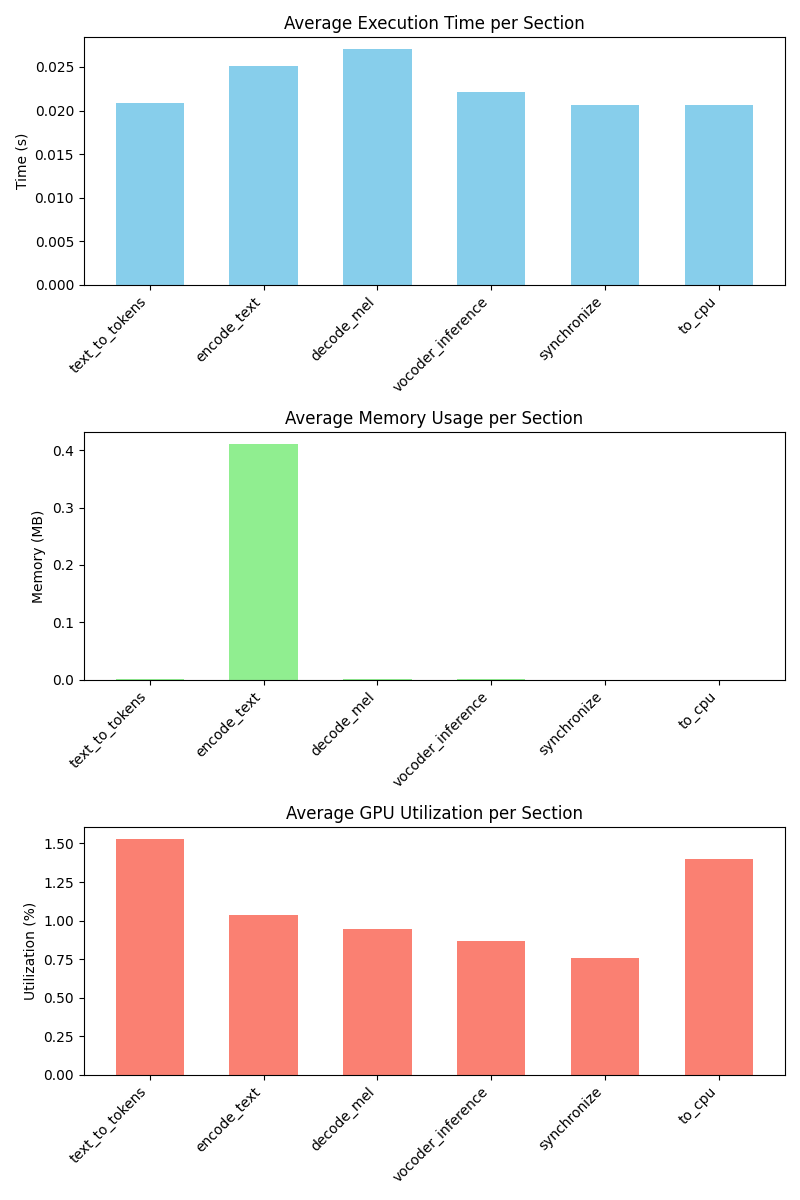 Average Execution Time per Section
Time (s)
0.025
0.020
0.015
0.010
0.005
0.000
text_to_tokens
encode_text
decode_mel
vocoder_inference
synchronize
to_cpu
Average Memory Usage per Section
Memory (MB)
0.4
0.3
0.2
0.1
0.0
text_to_tokens
encode_text
decode_mel
vocoder_inference
synchronize
to_cpu
Average GPU Utilization per Section
Utilization (%)
1.50
1.25
1.00
0.75
0.50
0.25
0.00
text_to_tokens
encode_text
decode_mel
vocoder_inference
synchronize
to_cpu